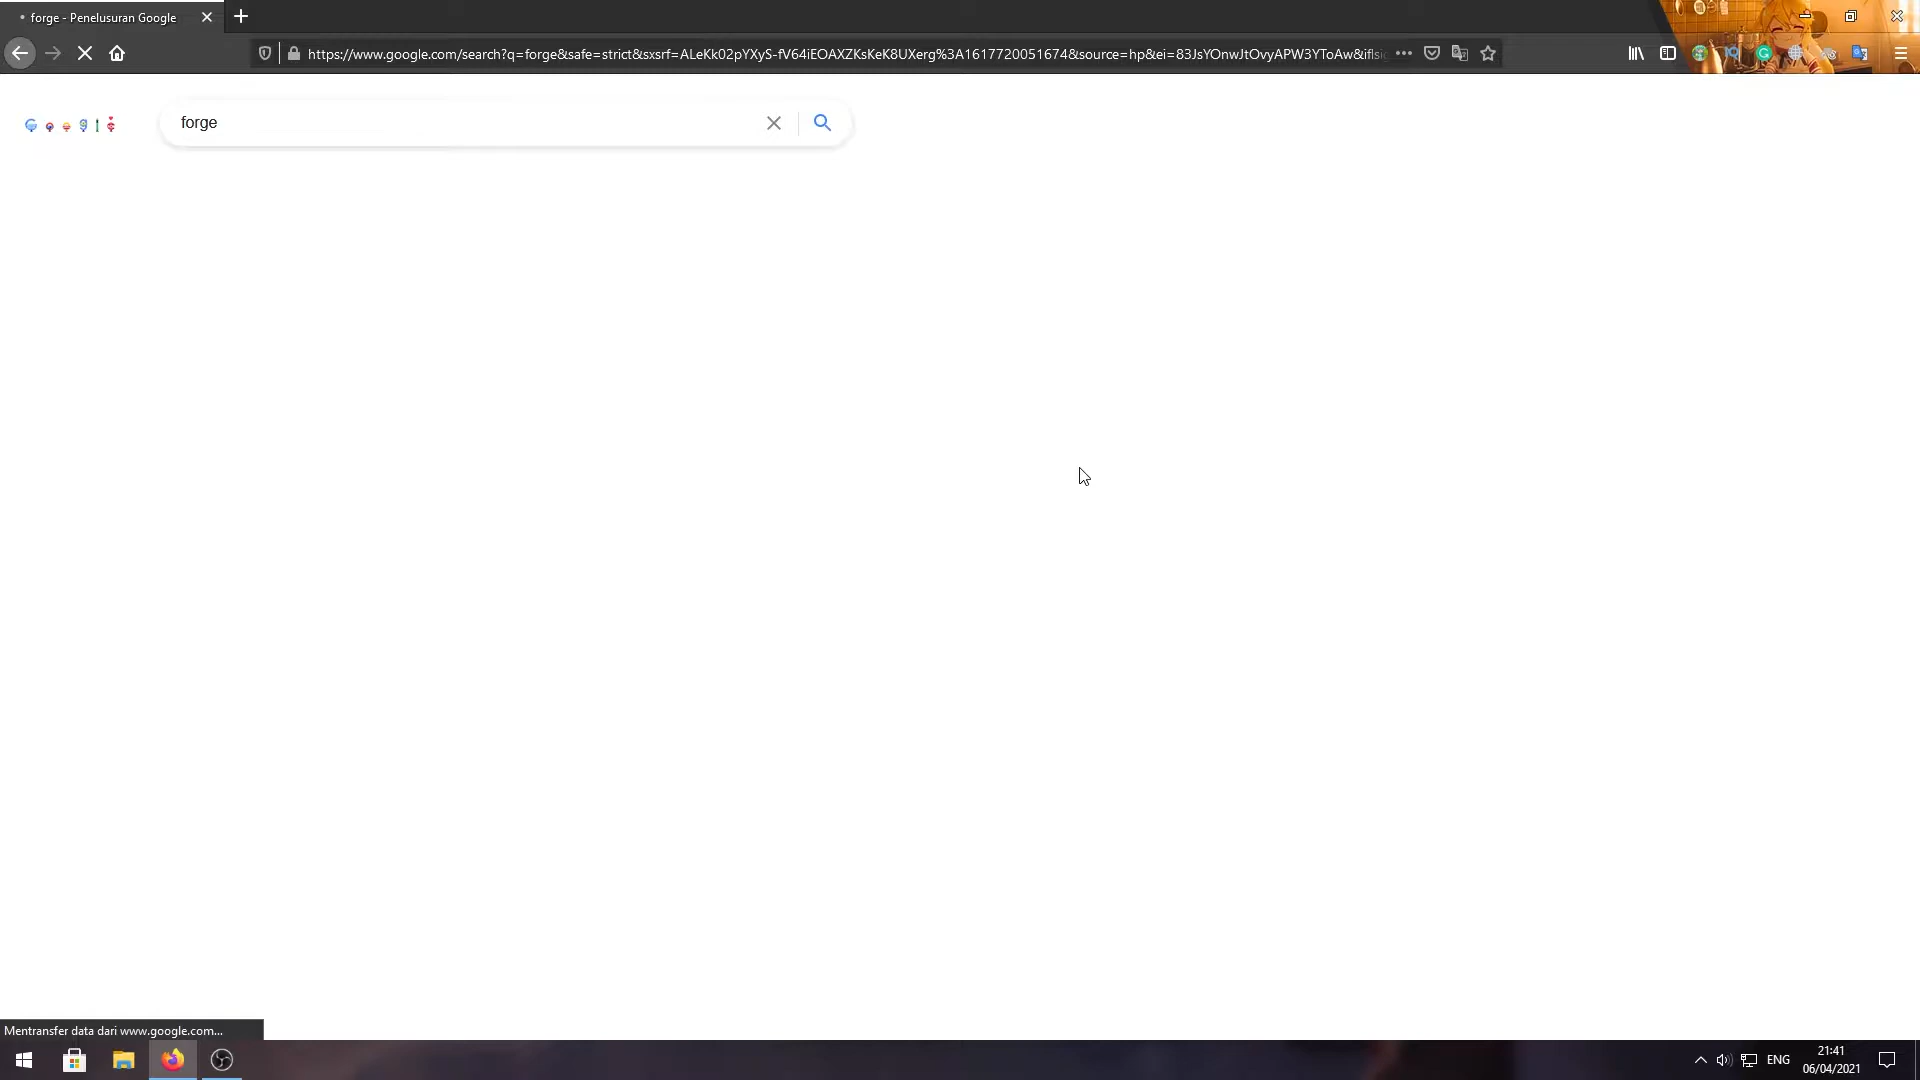 forge - Penelusuran Google
https://www.google.com/search?q=forge&safe=strict&sxsrf=ALeKk02pYXyS-fV64iEOAXZKsKeK8UXerg%3A1617720051674&source=hp&ei=83JsYOnwJtOvyAPW3YToAw&iflsi
Google
forge
Mentransfer data dari www.google.com...
ENG
21:41
06/04/2021